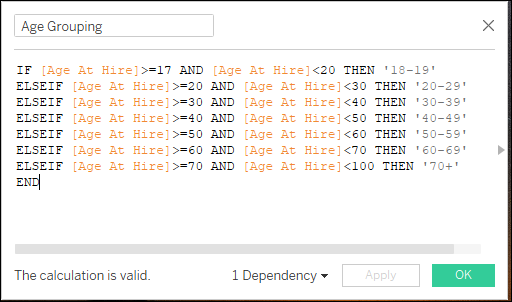 Age Grouping
IF [Age At Hire]>=17 AND [Age At Hire]<20 THEN '18-19'
ELSEIF [Age At Hire]>=20 AND [Age At Hire]<30 THEN '20-29'
ELSEIF [Age At Hire]>=30 AND [Age At Hire]<40 THEN '30-39'
ELSEIF [Age At Hire]>=40 AND [Age At Hire]<50 THEN '40-49'
ELSEIF [Age At Hire]>=50 AND [Age At Hire]<60 THEN '50-59'
ELSEIF [Age At Hire]>=60 AND [Age At Hire]<70 THEN '60-69'
ELSEIF [Age At Hire]>=70 AND [Age At Hire]<100 THEN '70+'
END
The calculation is valid. 1 Dependency Apply OK